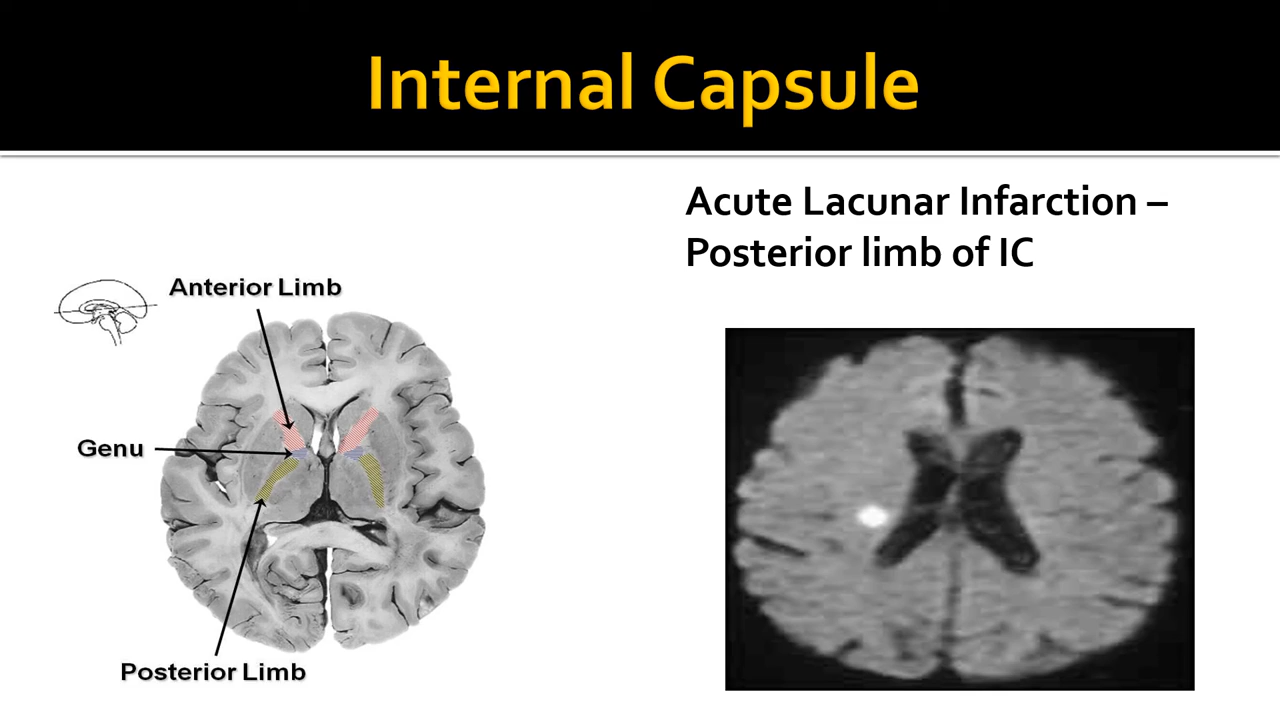 Internal Capsule
Acute Lacunar Infarction –
Posterior limb of IC
Anterior Limb
Genu
Posterior Limb